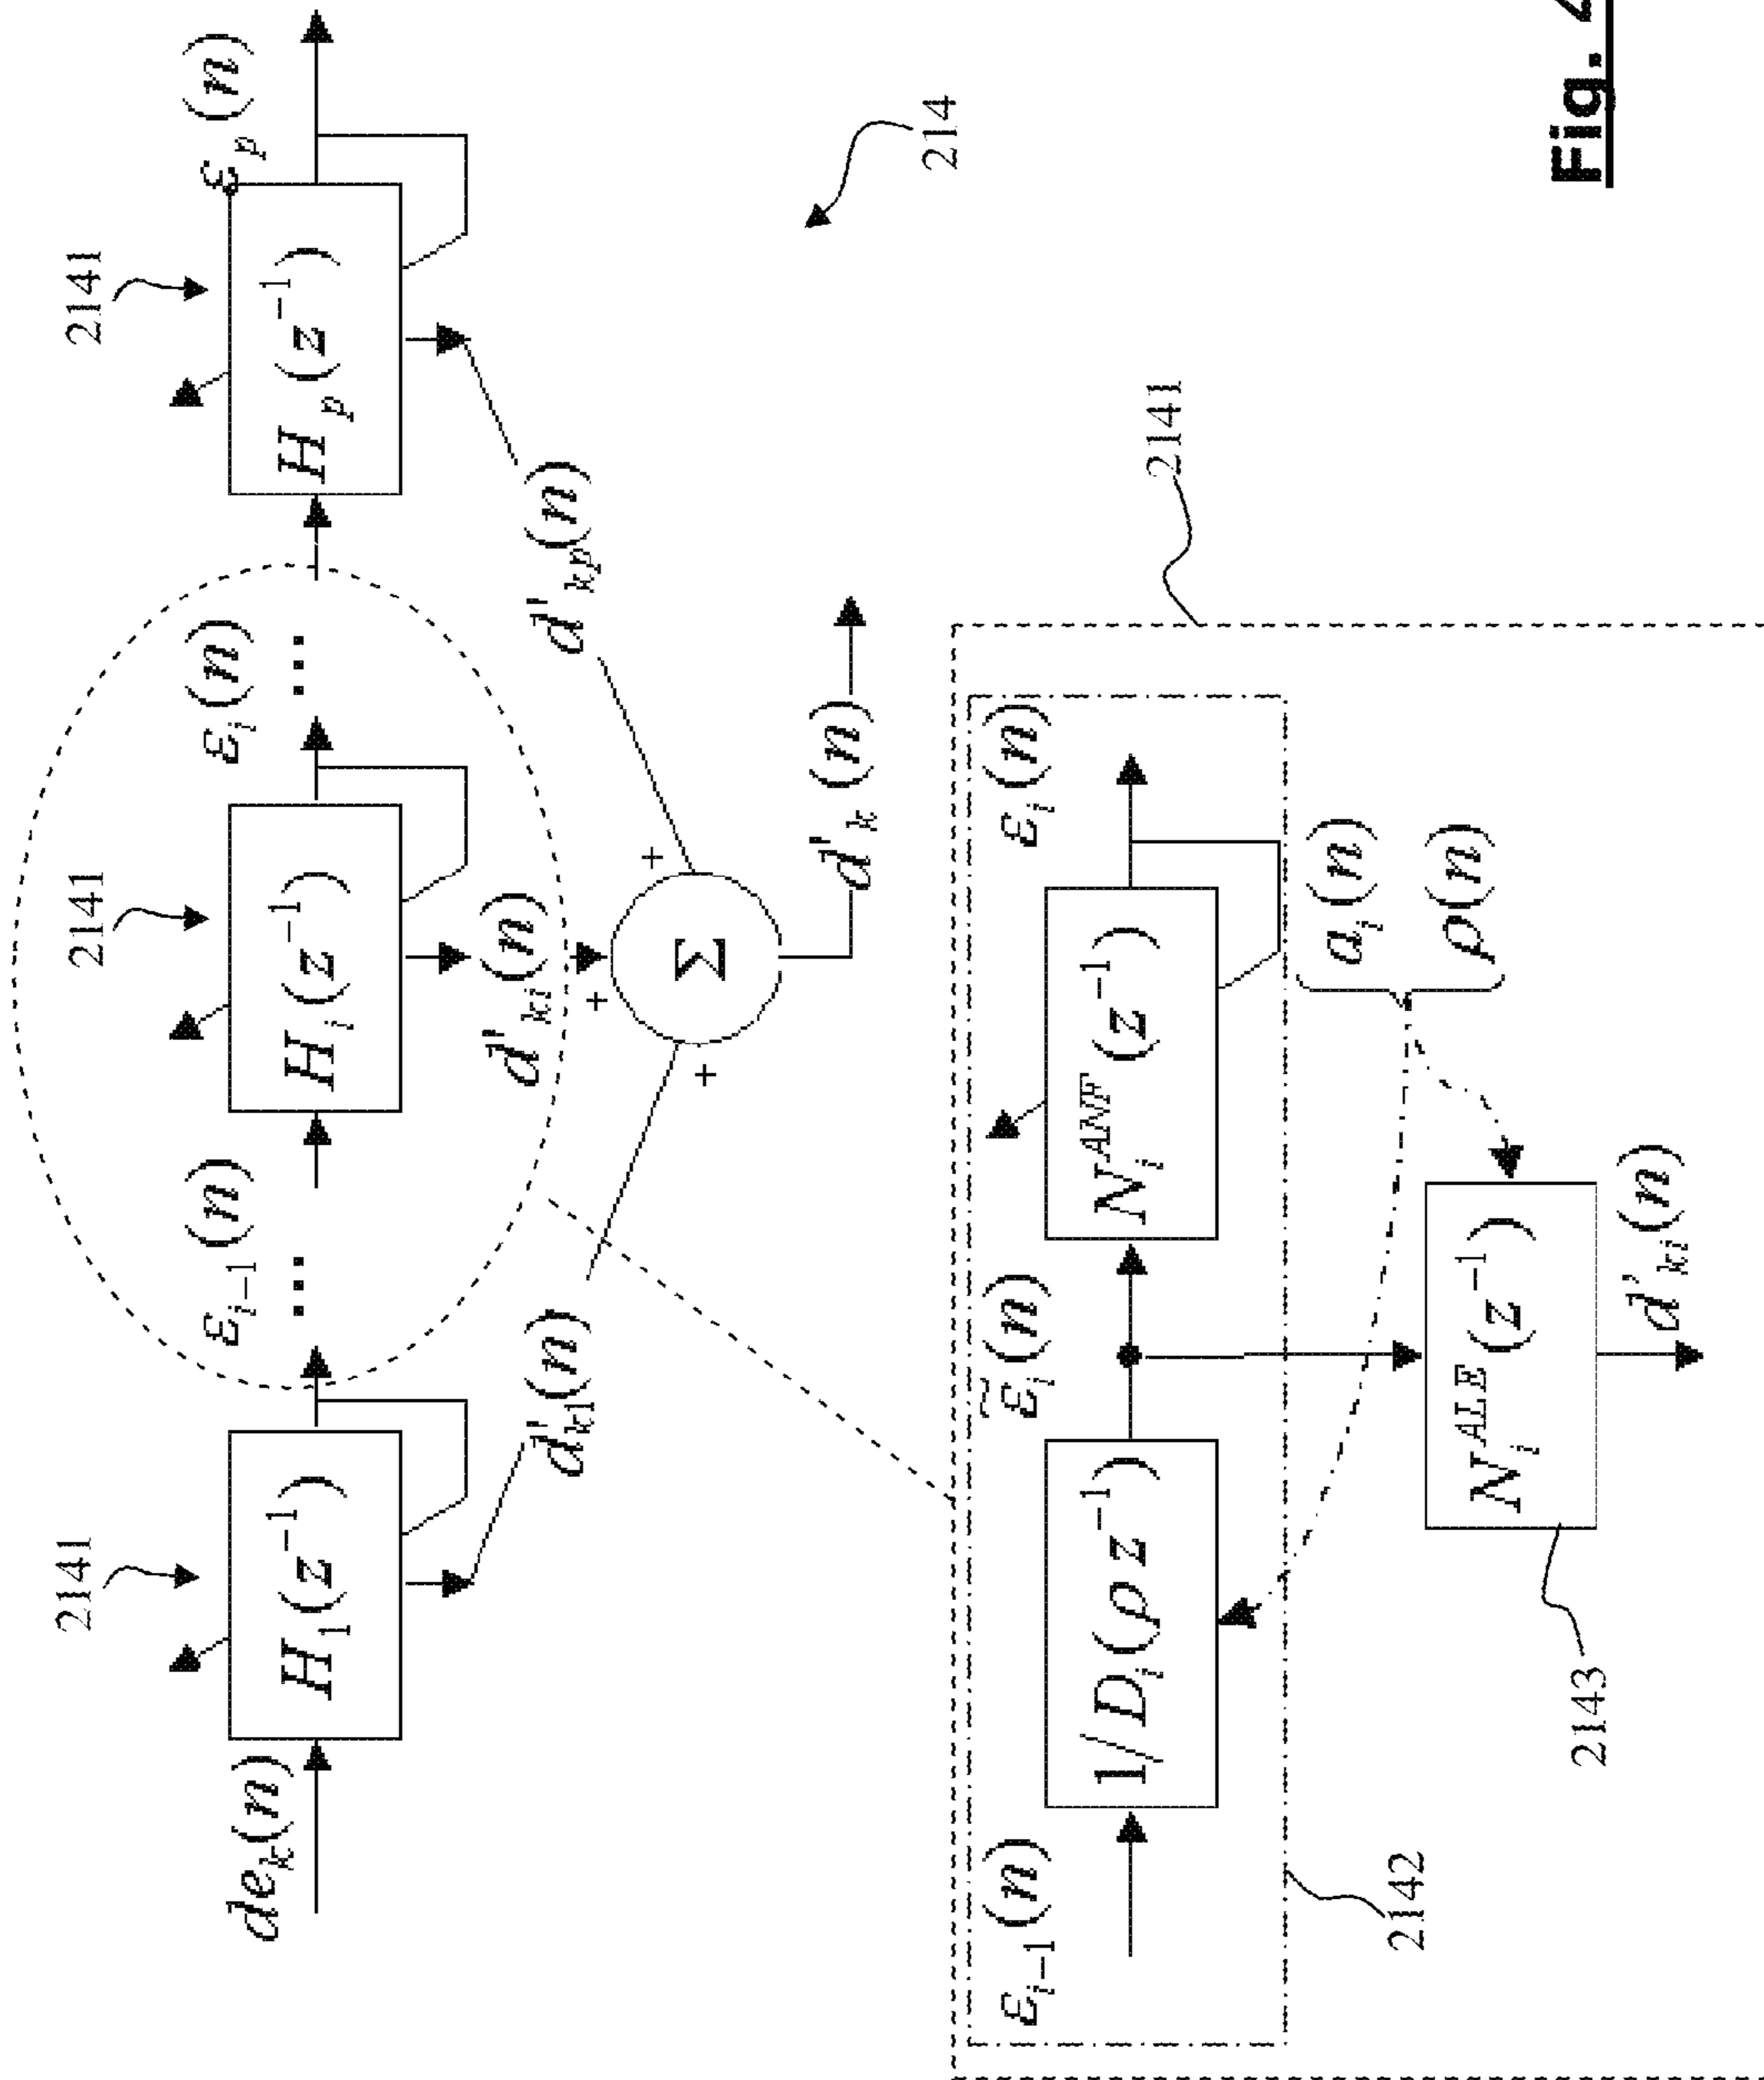 2141
2141
2141
de_k(n)
H_1(z^{-1})
ε_{i-1}(n)
...
H_i(z^{-1})
ε_i(n)
...
H_p(z^{-1})
ε_p(n)
d'_{k1}(n)
d'_{ki}(n)
d'_{kp}(n)
+
+
+
Σ
d'_k(n)
214
2141
ε_{i-1}(n)
1/D_i(ρ z^{-1})
ε̃_i(n)
N_i^{ANF}(z^{-1})
ε_i(n)
a_i(n)
ρ(n)
2142
N_i^{ALE}(z^{-1})
2143
d'_{ki}(n)
Fig.